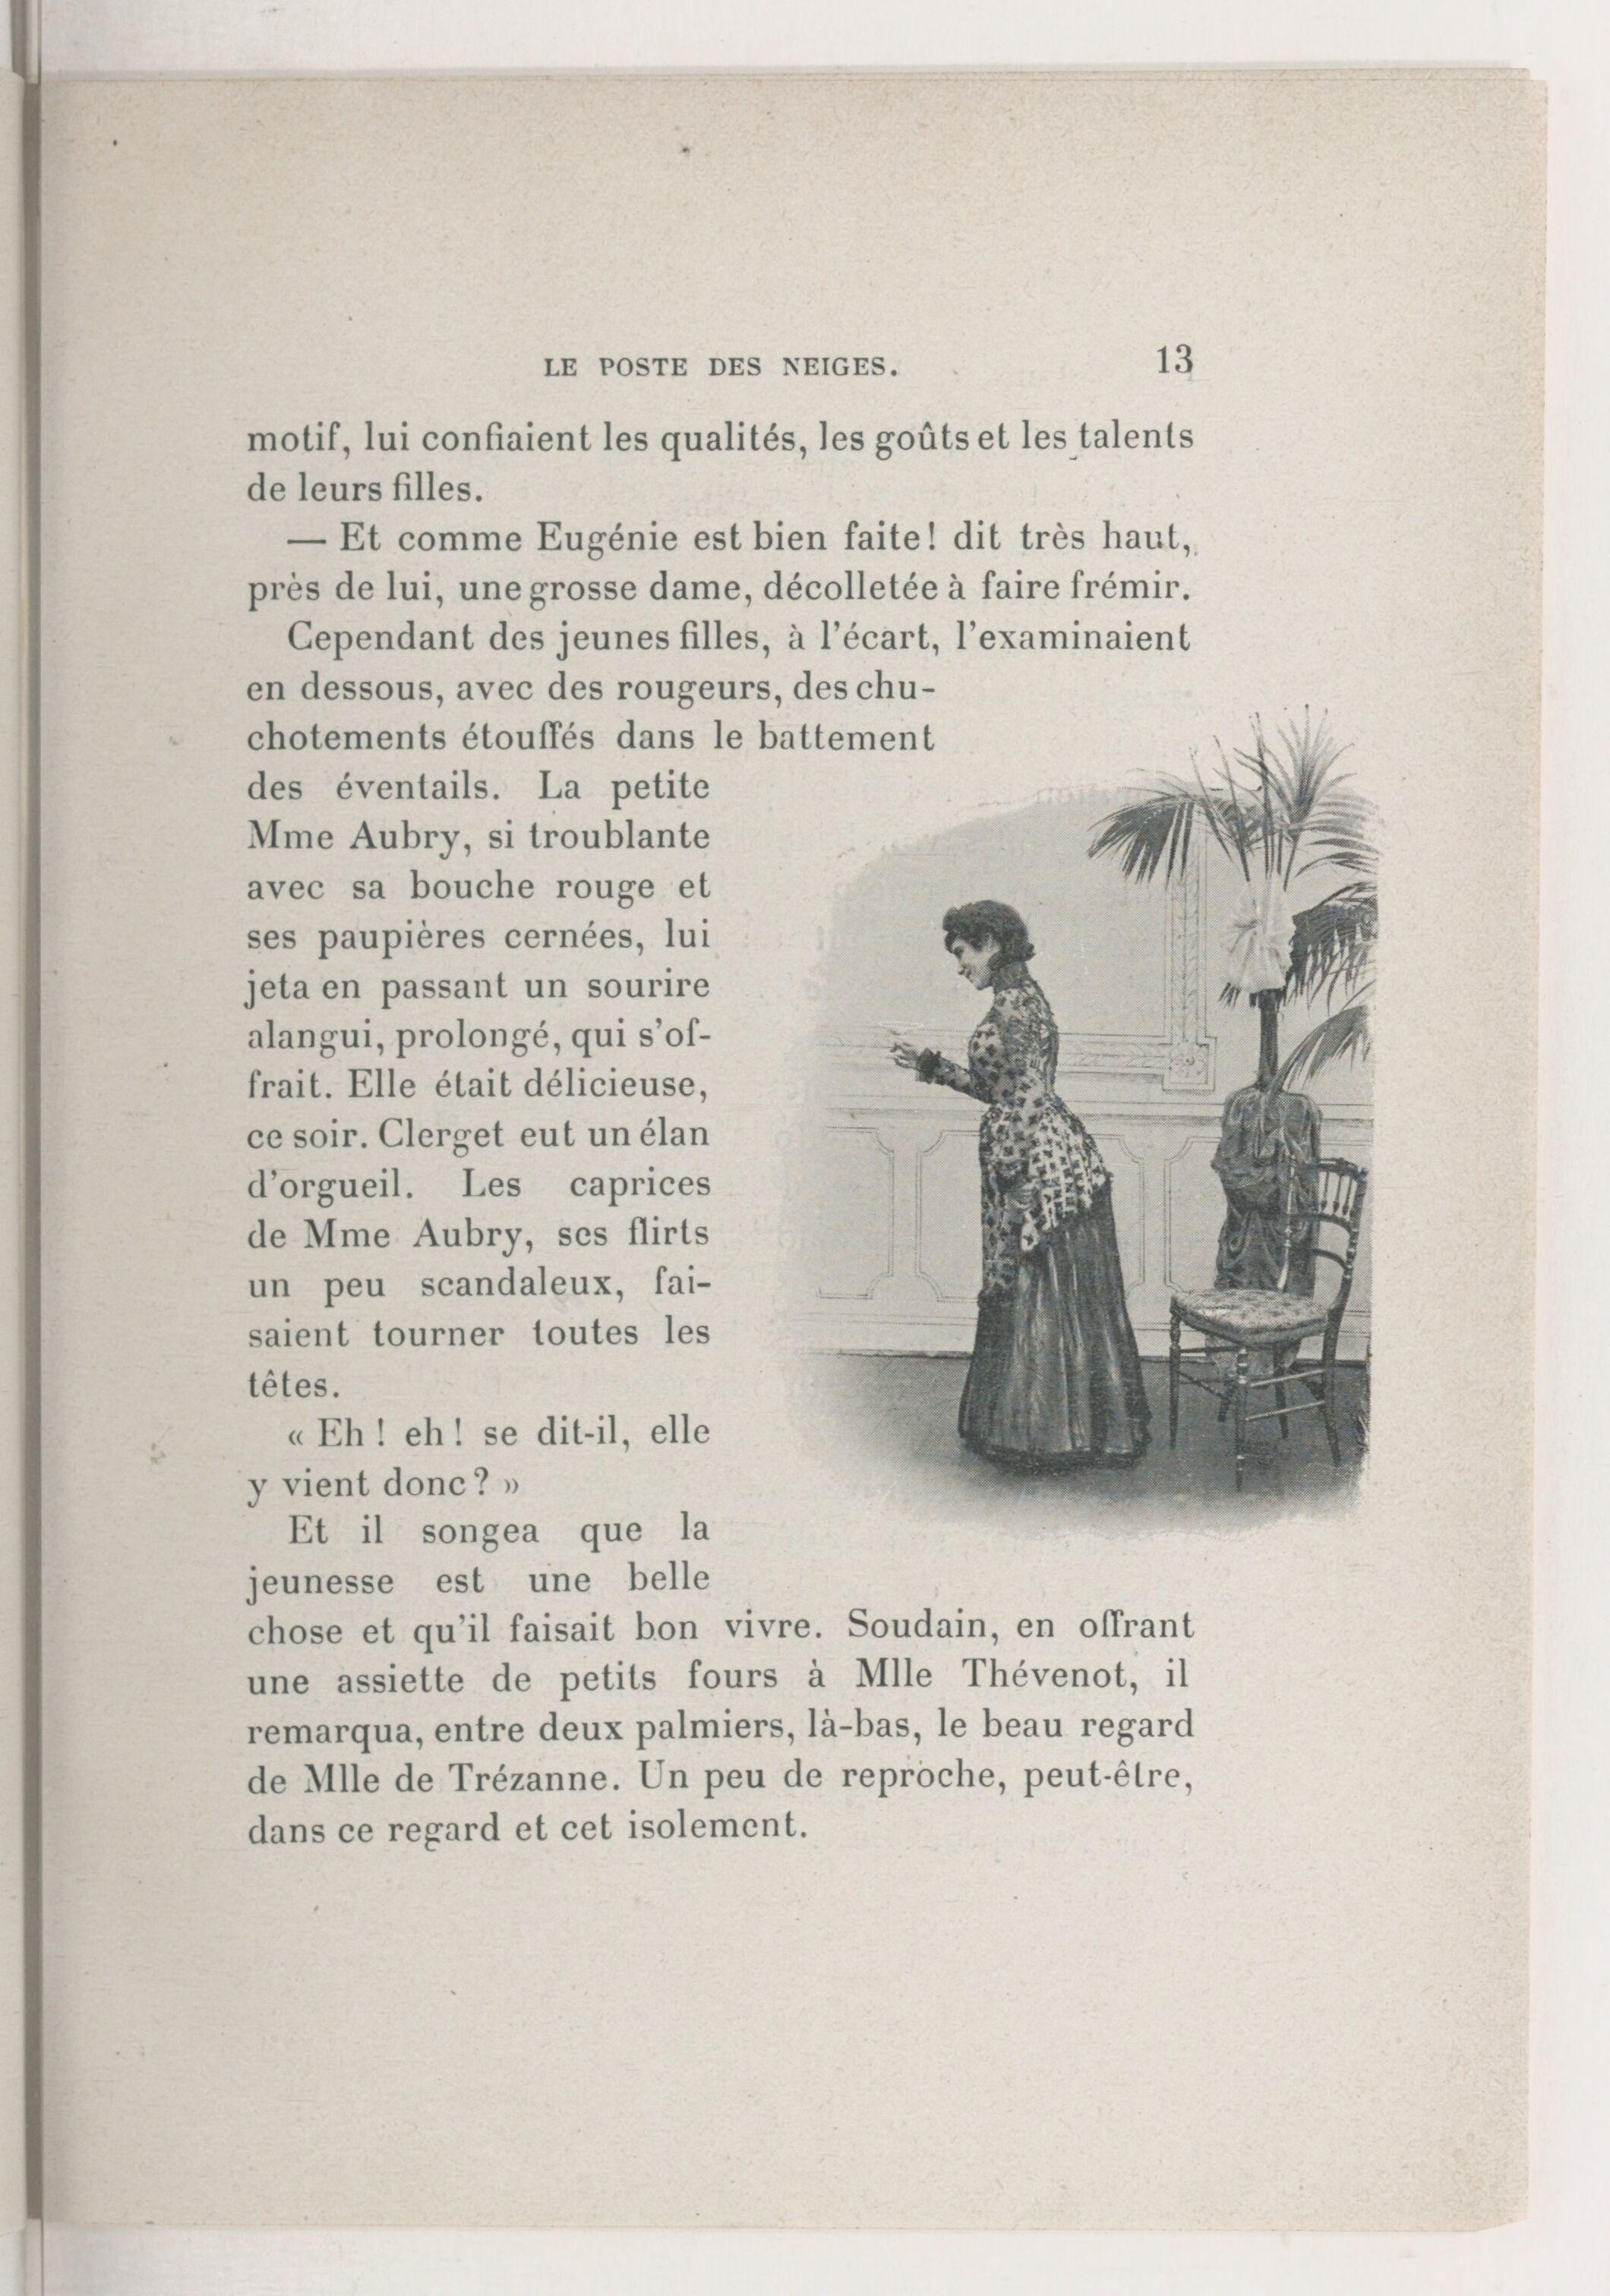 LE POSTE DES NEIGES. 13
motif, lui confiaient les qualités, les goûts et les talents
de leurs filles.
— Et comme Eugénie est bien faite! dit très haut,
près de lui, une grosse dame, décolletée à faire frémir.
Cependant des jeunes filles, à l'écart, l'examinaient
en dessous, avec des rougeurs, des chu-
chotements étouffés dans le battement
des éventails. La petite
Mme Aubry, si troublante
avec sa bouche rouge et
ses paupières cernées, lui
jeta en passant un sourire
alangui, prolongé, qui s'of-
frait. Elle était délicieuse,
ce soir. Clerget eut un élan
d'orgueil. Les caprices
de Mme Aubry, ses flirts
un peu scandaleux, fai-
saient tourner toutes les
têtes.
« Eh ! eh ! se dit-il, elle
y vient donc ? »
Et il songea que la
jeunesse est une belle
chose et qu'il faisait bon vivre. Soudain, en offrant
une assiette de petits fours à Mlle Thévenot, il
remarqua, entre deux palmiers, là-bas, le beau regard
de Mlle de Trézanne. Un peu de reproche, peut-être,
dans ce regard et cet isolement.